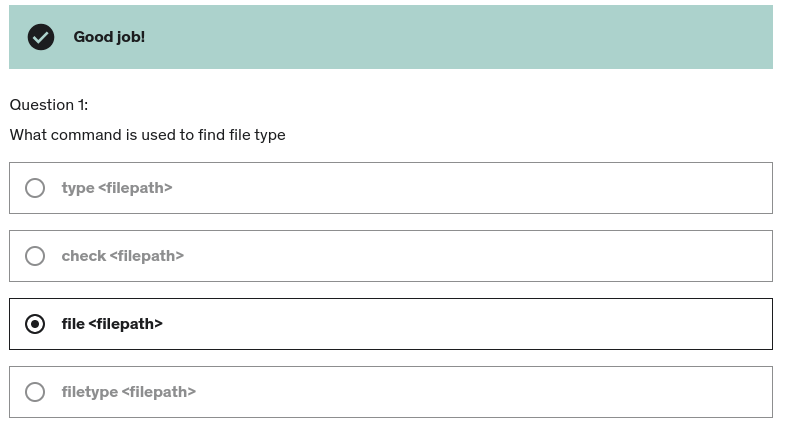 Good job!
Question 1:
What command is used to find file type
type <filepath>
check <filepath>
file <filepath>
filetype <filepath>